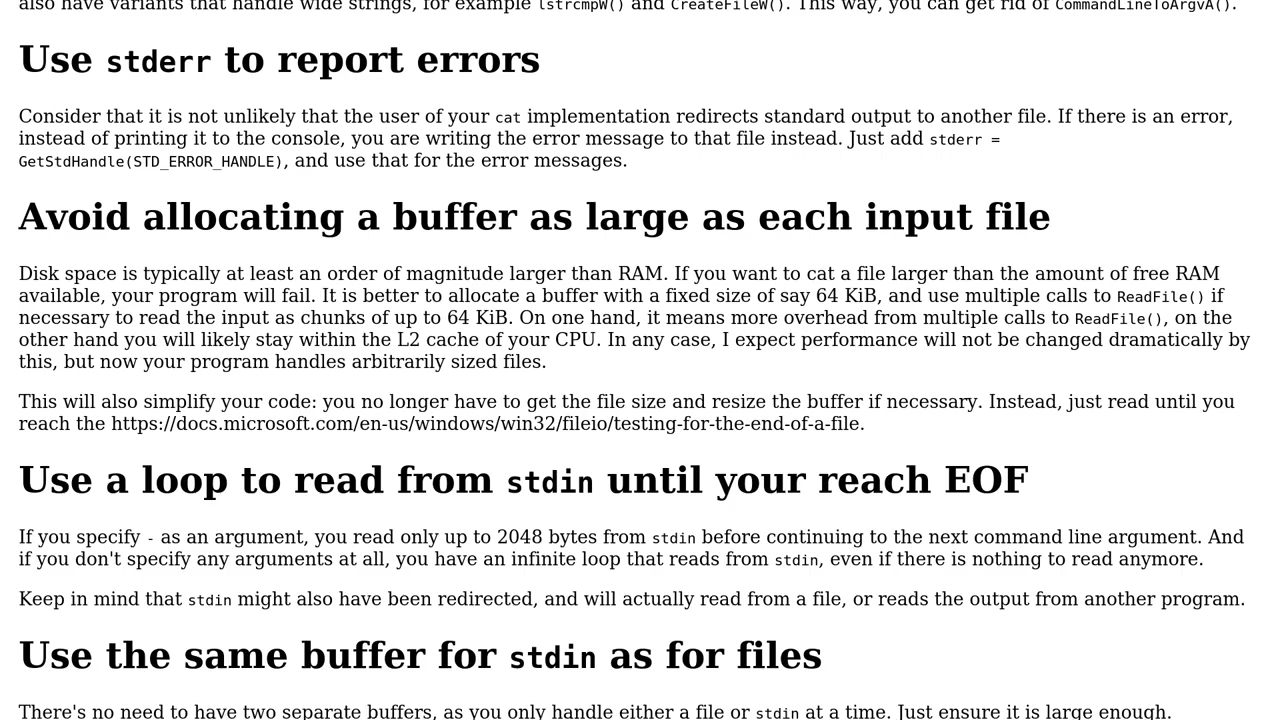 also have variants that handle wide strings, for example lstrcmpW() and CreateFileW(). This way, you can get rid of CommandLineToArgvA().
Use stderr to report errors
Consider that it is not unlikely that the user of your cat implementation redirects standard output to another file. If there is an error,
instead of printing it to the console, you are writing the error message to that file instead. Just add stderr =
GetStdHandle(STD_ERROR_HANDLE), and use that for the error messages.
Avoid allocating a buffer as large as each input file
Disk space is typically at least an order of magnitude larger than RAM. If you want to cat a file larger than the amount of free RAM
available, your program will fail. It is better to allocate a buffer with a fixed size of say 64 KiB, and use multiple calls to ReadFile() if
necessary to read the input as chunks of up to 64 KiB. On one hand, it means more overhead from multiple calls to ReadFile(), on the
other hand you will likely stay within the L2 cache of your CPU. In any case, I expect performance will not be changed dramatically by
this, but now your program handles arbitrarily sized files.
This will also simplify your code: you no longer have to get the file size and resize the buffer if necessary. Instead, just read until you
reach the https://docs.microsoft.com/en-us/windows/win32/fileio/testing-for-the-end-of-a-file.
Use a loop to read from stdin until your reach EOF
If you specify - as an argument, you read only up to 2048 bytes from stdin before continuing to the next command line argument. And
if you don't specify any arguments at all, you have an infinite loop that reads from stdin, even if there is nothing to read anymore.
Keep in mind that stdin might also have been redirected, and will actually read from a file, or reads the output from another program.
Use the same buffer for stdin as for files
There's no need to have two separate buffers, as you only handle either a file or stdin at a time. Just ensure it is large enough.